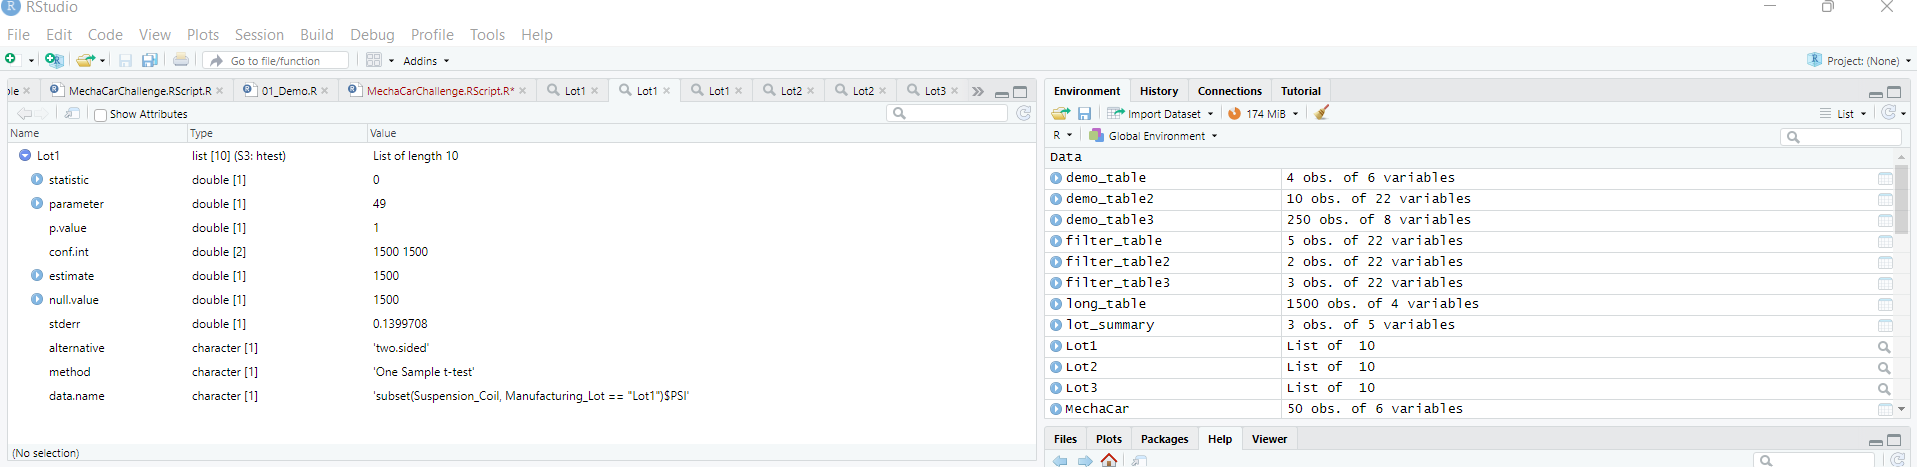 RStudio
File Edit Code View Plots Session Build Debug Profile Tools Help
Go to file/function Addins Project: (None)
ple MechaCarChallenge.RScript.R 01_Demo.R MechaCarChallenge.RScript.R* Lot1 Lot1 Lot1 Lot2 Lot2 Lot3
Show Attributes
Name Type Value
Lot1 list [10] (S3: htest) List of length 10
statistic double [1] 0
parameter double [1] 49
p.value double [1] 1
conf.int double [2] 1500 1500
estimate double [1] 1500
null.value double [1] 1500
stderr double [1] 0.1399708
alternative character [1] 'two.sided'
method character [1] 'One Sample t-test'
data.name character [1] 'subset(Suspension_Coil, Manufacturing_Lot == "Lot1")$PSI'
(No selection)
Environment History Connections Tutorial
Import Dataset 174 MiB List
R Global Environment
Data
demo_table 4 obs. of 6 variables
demo_table2 10 obs. of 22 variables
demo_table3 250 obs. of 8 variables
filter_table 5 obs. of 22 variables
filter_table2 2 obs. of 22 variables
filter_table3 3 obs. of 22 variables
long_table 1500 obs. of 4 variables
lot_summary 3 obs. of 5 variables
Lot1 List of 10
Lot2 List of 10
Lot3 List of 10
MechaCar 50 obs. of 6 variables
Files Plots Packages Help Viewer